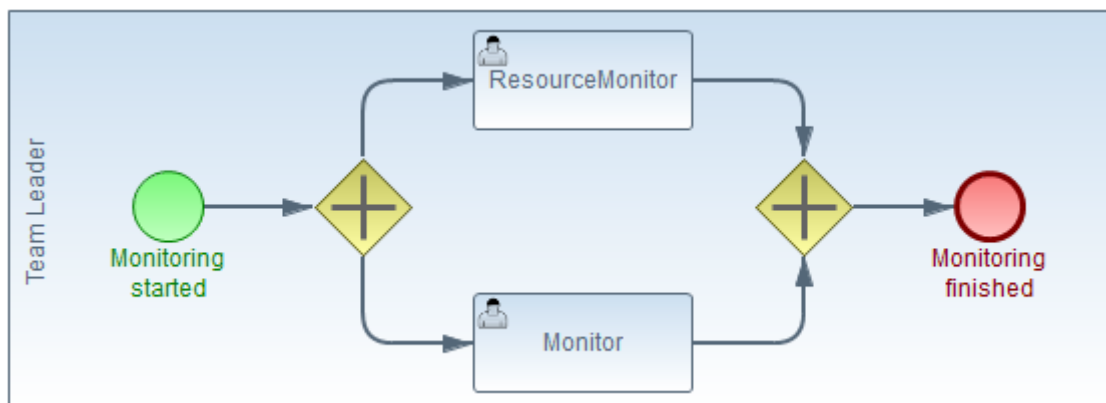 Team Leader
Monitoring
started
ResourceMonitor
Monitor
Monitoring
finished